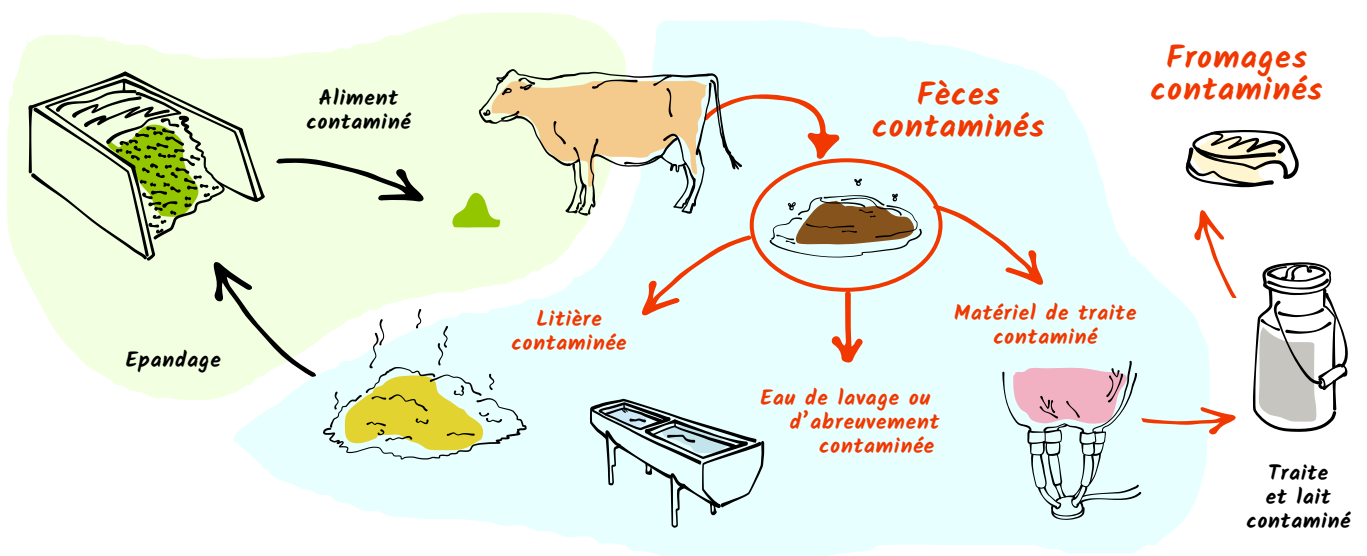 Aliment
contaminé
Fèces
contaminés
Fromages
contaminés
Epandage
Litière
contaminée
Eau de lavage ou
d'abreuvement
contaminée
Matériel de traite
contaminé
Traite
et lait
contaminé